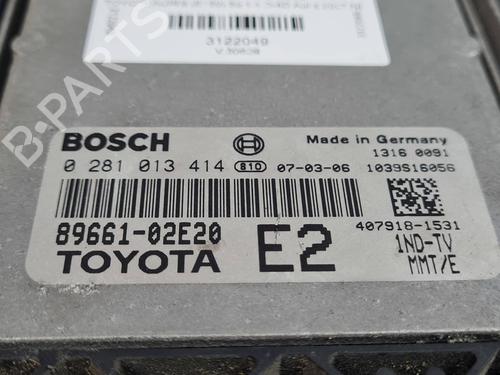 3122049
BOSCH
Made in Germany
0 281 013 414 S10 07-03-06
1316 0091
1039S16056
89661-02E20
TOYOTA
E2
407918-1531
1ND-TV
MMT/E
B-Parts